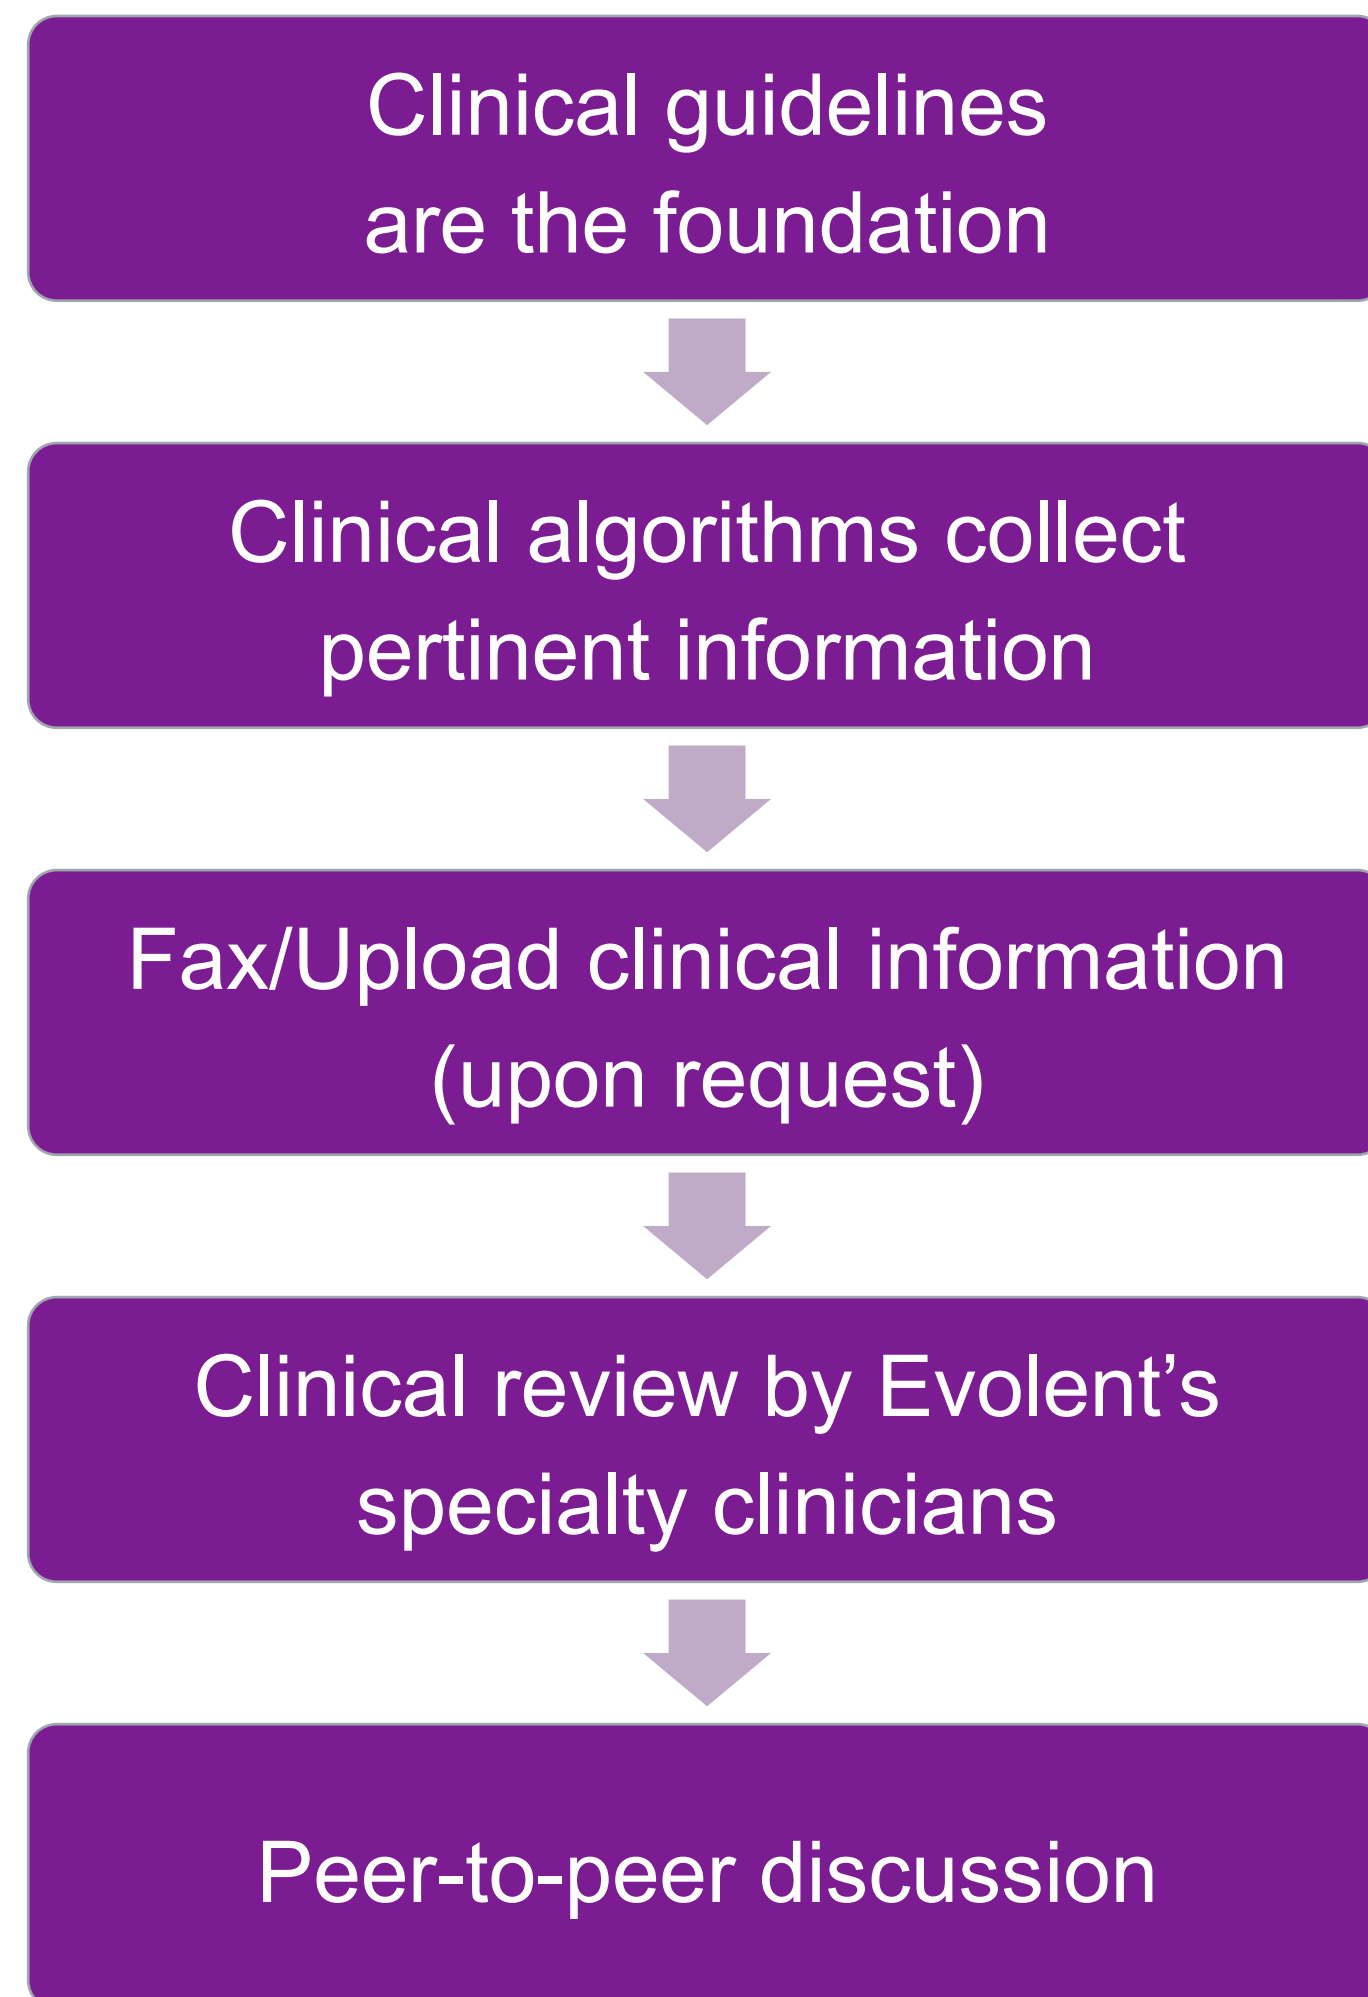 Clinical guidelines
are the foundation
Clinical algorithms collect
pertinent information
Fax/Upload clinical information
(upon request)
Clinical review by Evolent’s
specialty clinicians
Peer-to-peer discussion